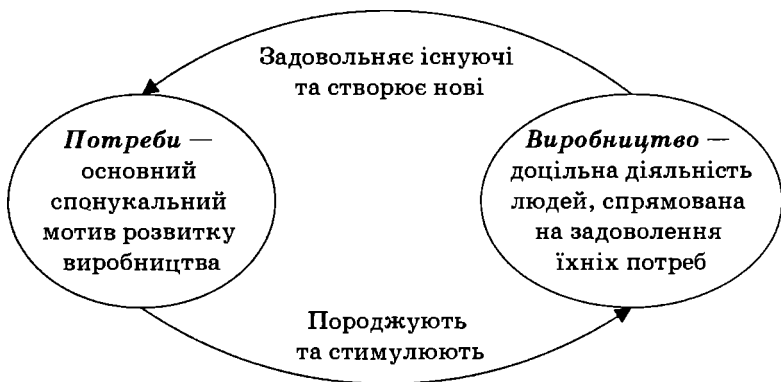 Задовольняє існуючі
та створює нові
Потреби —
основний
спонукальний
мотив розвитку
виробництва
Виробництво —
доцільна діяльність
людей, спрямована
на задоволення
їхніх потреб
Породжують
та стимулюють